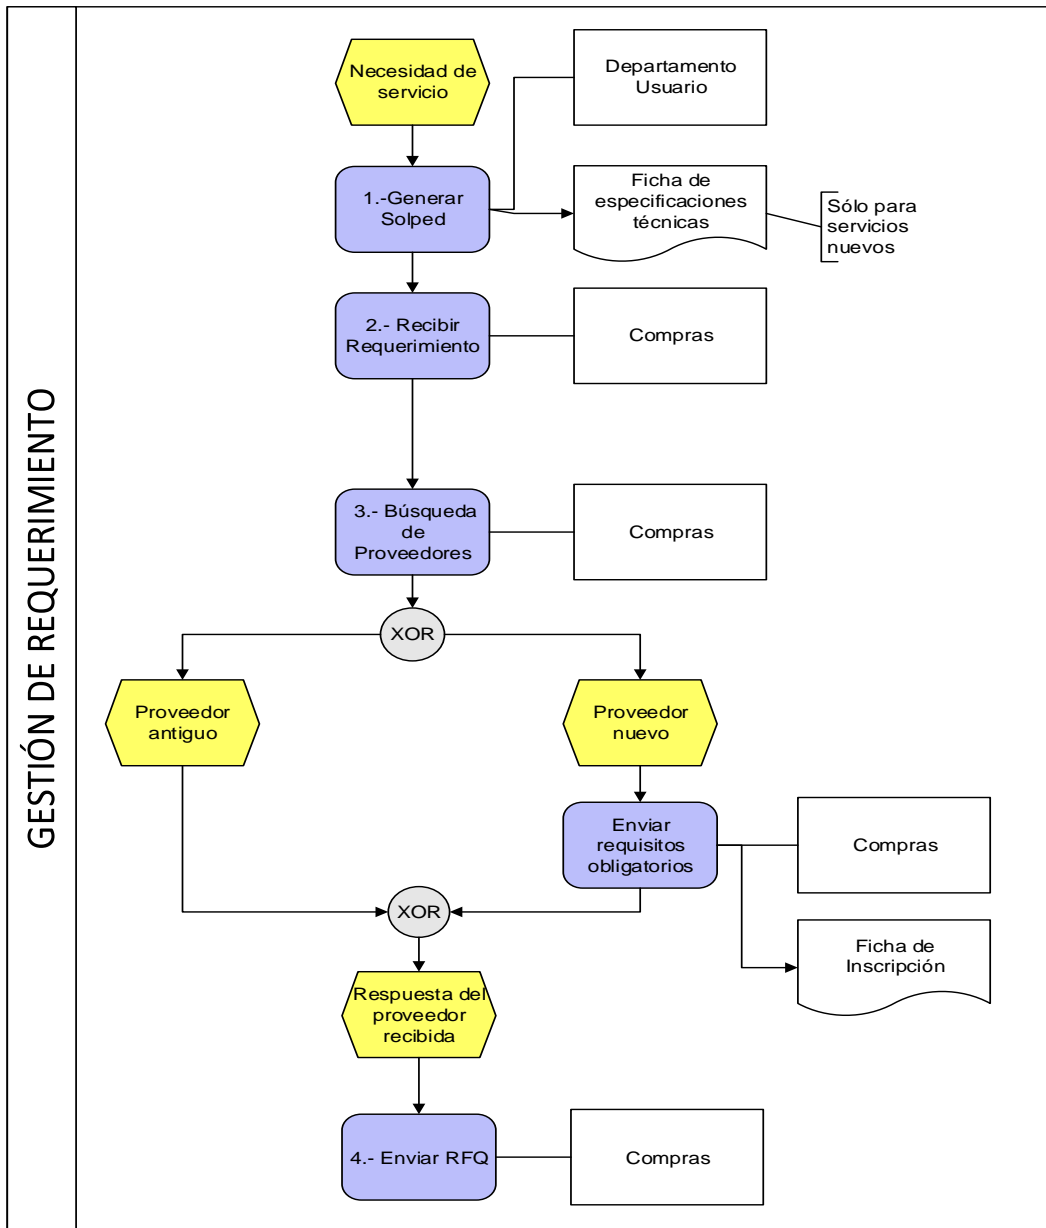 GESTIÓN DE REQUERIMIENTO
Necesidad de
servicio
Departamento
Usuario
1.-Generar
Solped
Ficha de
especificaciones
técnicas
Sólo para
servicios
nuevos
2.- Recibir
Requerimiento
Compras
3.- Búsqueda
de
Proveedores
Compras
XOR
Proveedor
antiguo
Proveedor
nuevo
Enviar
requisitos
obligatorios
Compras
XOR
Ficha de
Inscripción
Respuesta del
proveedor
recibida
4.- Enviar RFQ
Compras